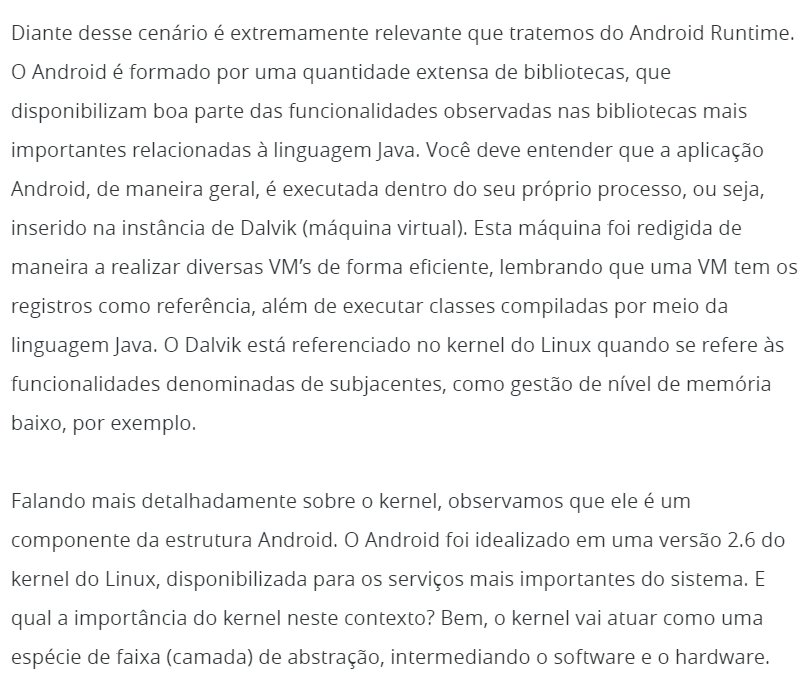 Diante desse cenário é extremamente relevante que tratemos do Android Runtime.
O Android é formado por uma quantidade extensa de bibliotecas, que
disponibilizam boa parte das funcionalidades observadas nas bibliotecas mais
importantes relacionadas à linguagem Java. Você deve entender que a aplicação
Android, de maneira geral, é executada dentro do seu próprio processo, ou seja,
inserido na instância de Dalvik (máquina virtual). Esta máquina foi redigida de
maneira a realizar diversas VM’s de forma eficiente, lembrando que uma VM tem os
registros como referência, além de executar classes compiladas por meio da
linguagem Java. O Dalvik está referenciado no kernel do Linux quando se refere às
funcionalidades denominadas de subjacentes, como gestão de nível de memória
baixo, por exemplo.
Falando mais detalhadamente sobre o kernel, observamos que ele é um
componente da estrutura Android. O Android foi idealizado em uma versão 2.6 do
kernel do Linux, disponibilizada para os serviços mais importantes do sistema. E
qual a importância do kernel neste contexto? Bem, o kernel vai atuar como uma
espécie de faixa (camada) de abstração, intermediando o software e o hardware.